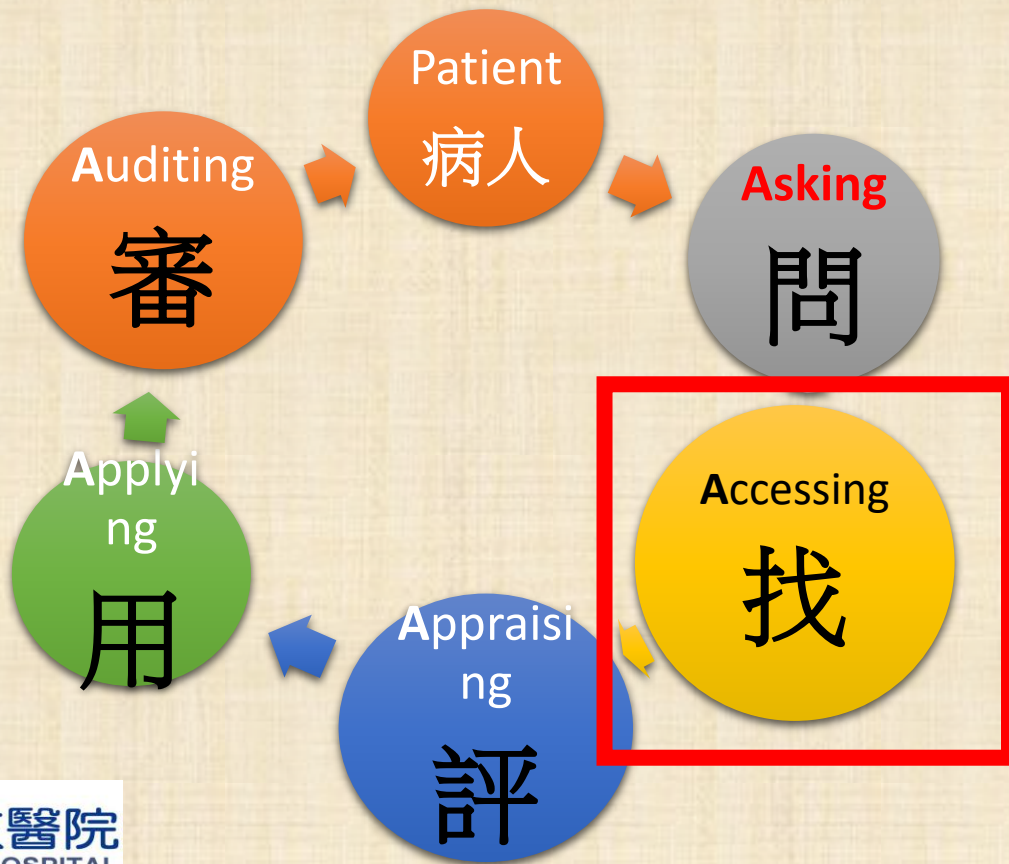 Patient
病人
Asking
問
Accessing
找
Appraisi
ng
評
Applyi
ng
用
Auditing
審
醫院